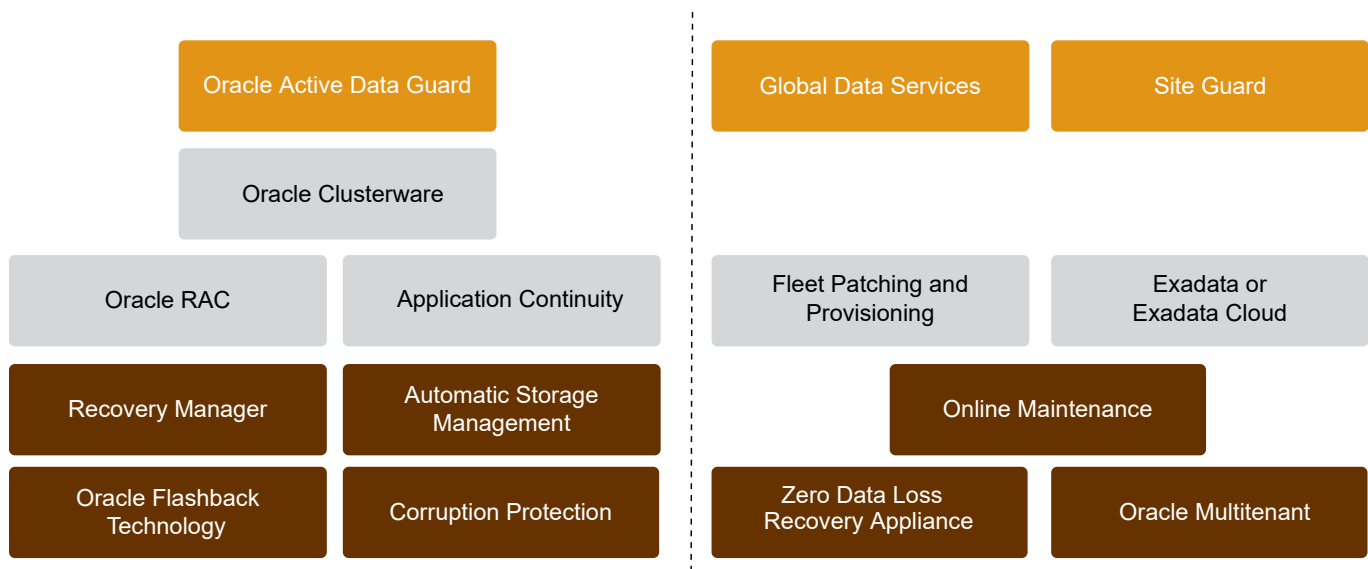 Oracle Active Data Guard
Global Data Services
Site Guard
Oracle Clusterware
Oracle RAC
Application Continuity
Fleet Patching and
Provisioning
Exadata or
Exadata Cloud
Recovery Manager
Automatic Storage
Management
Online Maintenance
Oracle Flashback
Technology
Corruption Protection
Zero Data Loss
Recovery Appliance
Oracle Multitenant